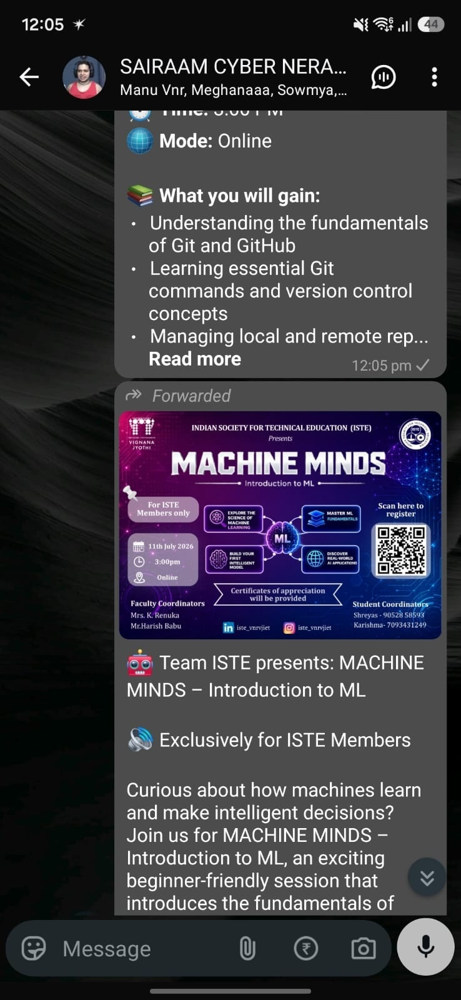 12:05
44
SAIRAAM CYBER NERA...
Manu Vnr, Meghanaaa, Sowmya,...
Time: 3:00 PM
Mode: Online
What you will gain:
• Understanding the fundamentals
of Git and GitHub
• Learning essential Git
commands and version control
concepts
• Managing local and remote rep...
Read more
12:05 pm
Forwarded
VIGNANA
JYOTHI
INDIAN SOCIETY FOR TECHNICAL EDUCATION (ISTE)
Presents
MACHINE MINDS
Introduction to ML
For ISTE
Members only
11th July 2026
3:00pm
Online
EXPLORE THE
SCIENCE OF
MACHINE
LEARNING
MASTER ML
FUNDAMENTALS
ML
BUILD YOUR
FIRST
INTELLIGENT
MODEL
DISCOVER
REAL-WORLD
AI APPLICATIONS
Scan here to
register
Certificates of appreciation
will be provided
Faculty Coordinators
Mrs. K. Renuka
Mr.Harish Babu
iste_vnrvjiet
iste_vnrvjiet
Student Coordinators
Shreyas - 90528 58593
Karishma- 7093431249
Team ISTE presents: MACHINE
MINDS – Introduction to ML
Exclusively for ISTE Members
Curious about how machines learn
and make intelligent decisions?
Join us for MACHINE MINDS –
Introduction to ML, an exciting
beginner-friendly session that
introduces the fundamentals of
Message